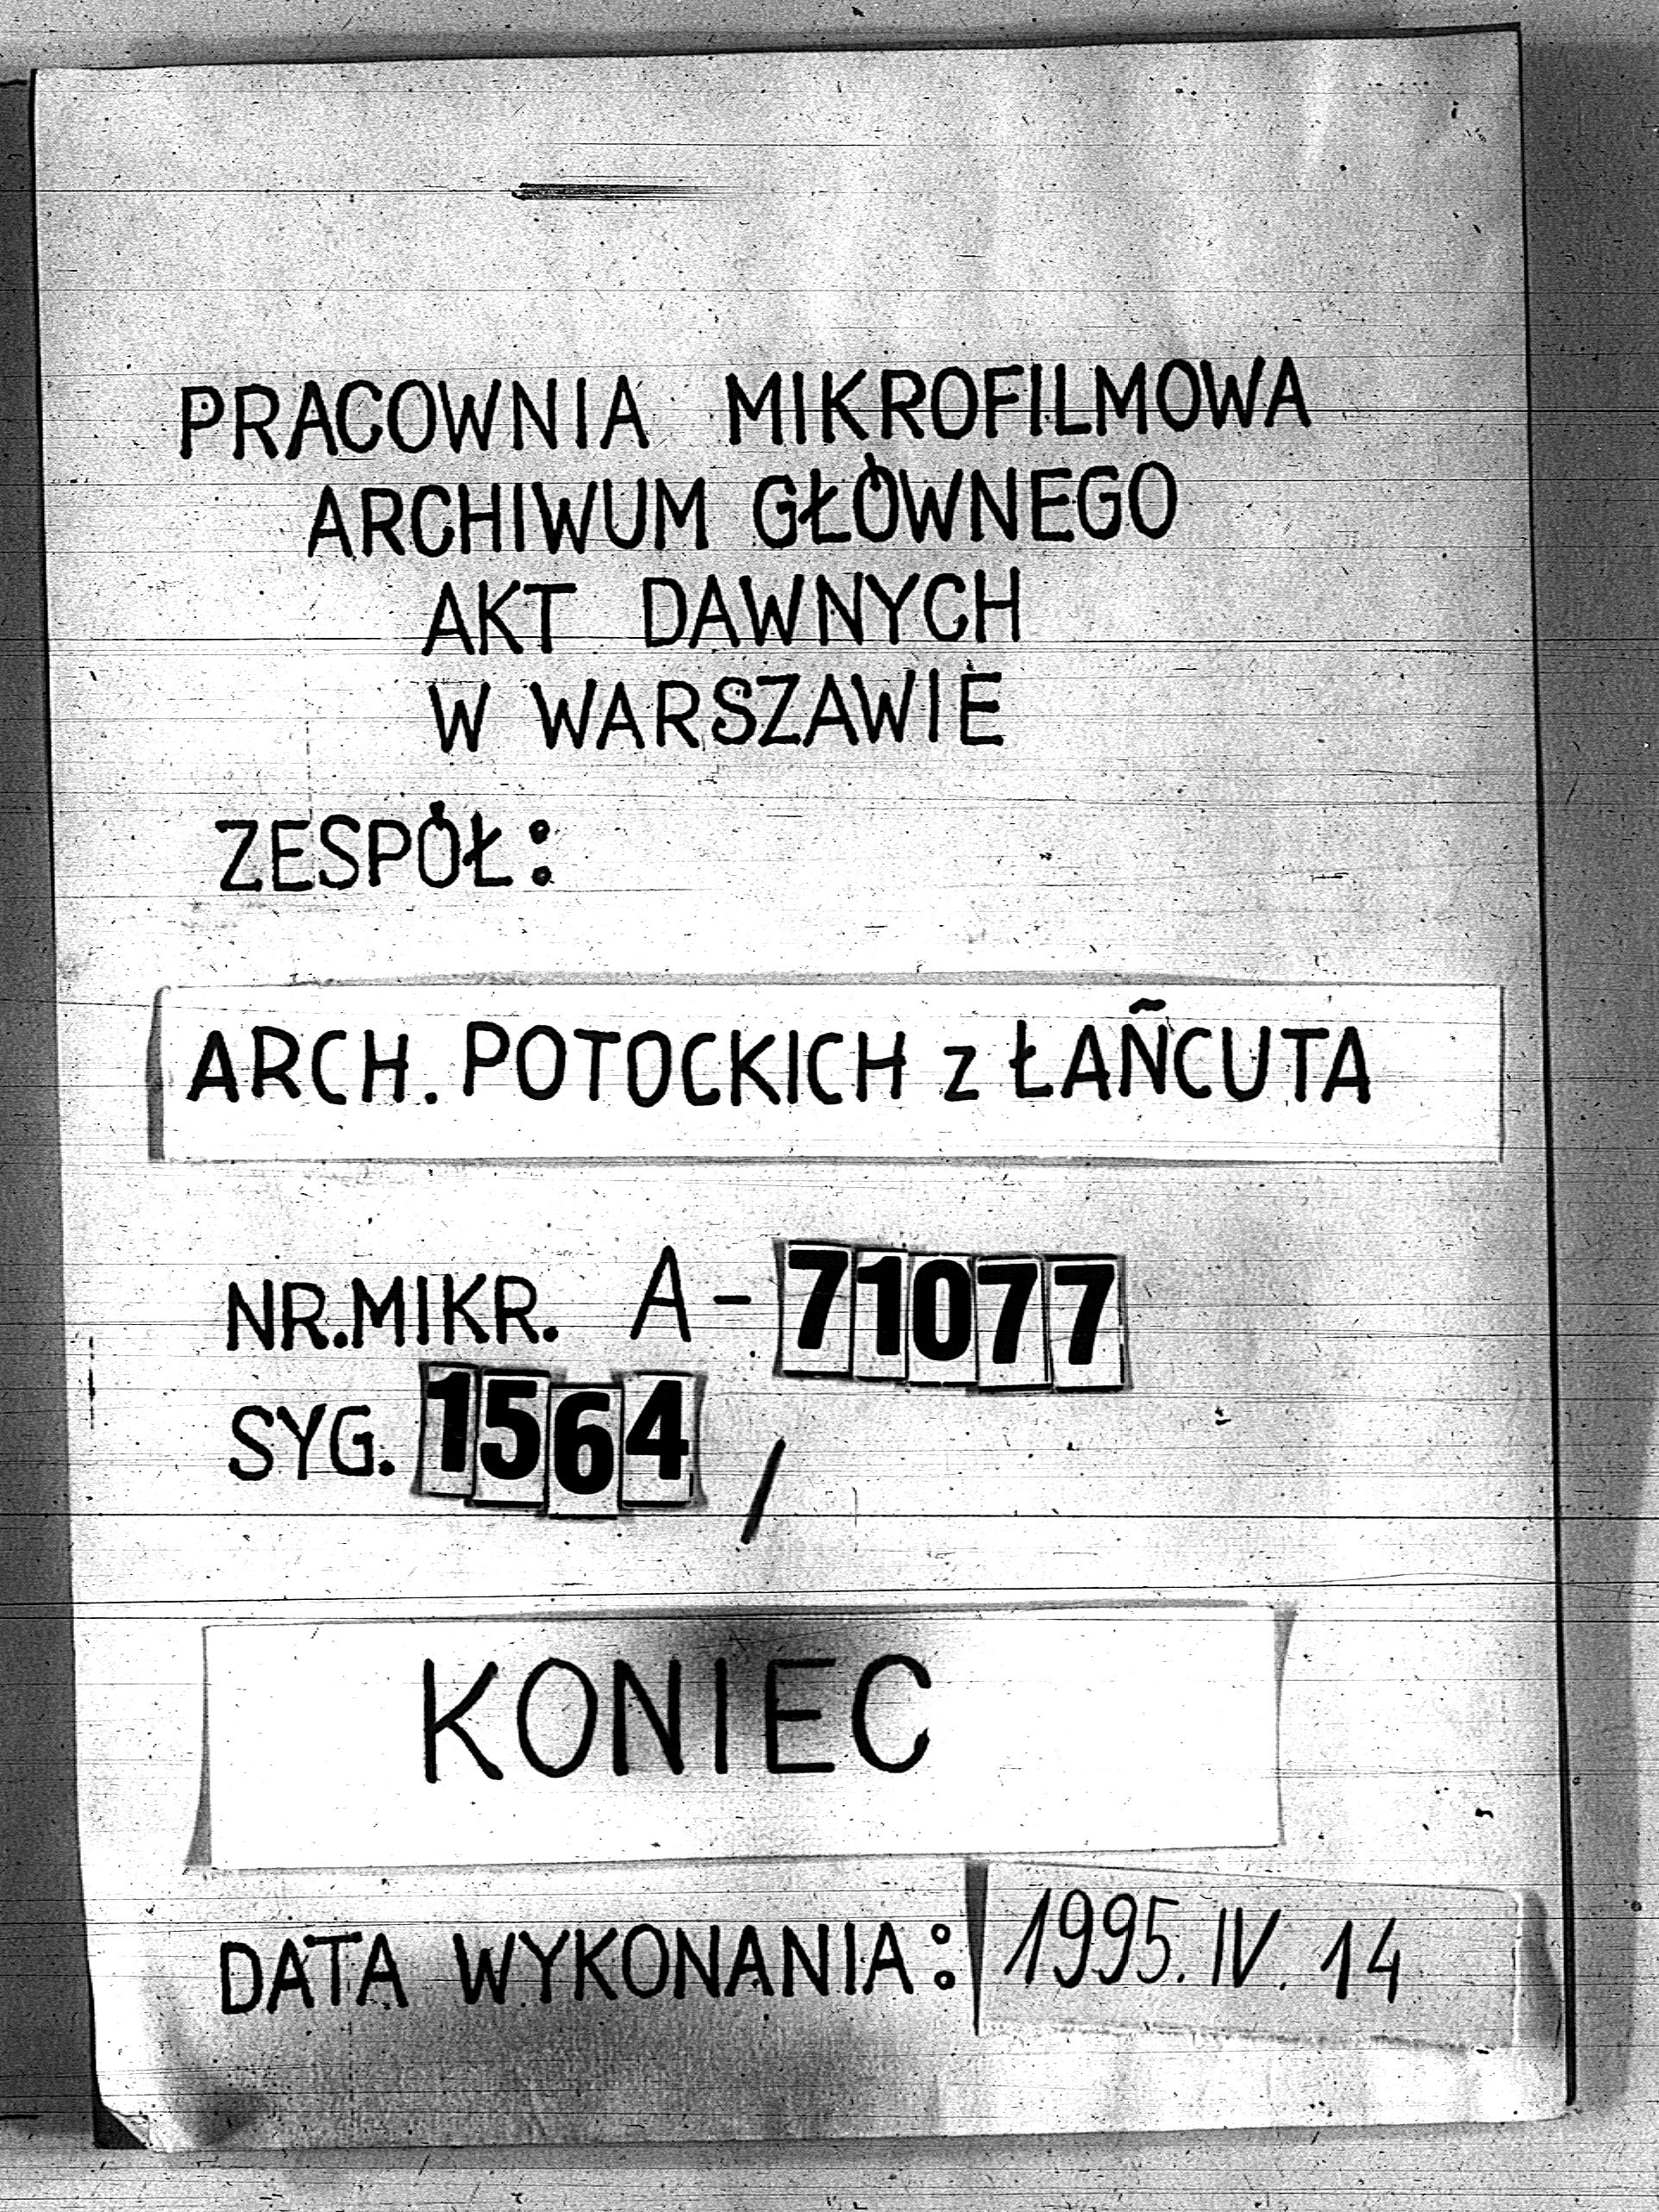 PRACOWNIA MIKROFILMOWA
ARCHIWUM GŁÓWNEGO
AKT DAWNYCH
W WARSZAWIE
ZESPÓŁ:
ARCH. POTOCKICH z ŁAŃCUTA
NR.MIKR. A-71077
SYG. 1564 /
KONIEC
DATA WYKONANIA: 1995.IV.14